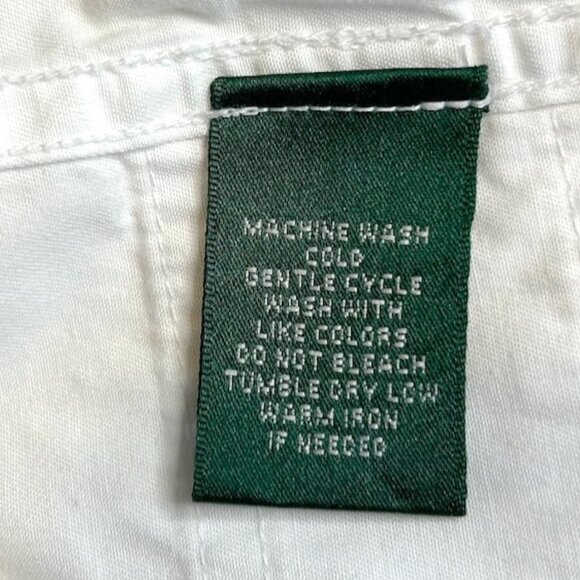 MACHINE WASH
COLD
GENTLE CYCLE
WASH WITH
LIKE COLORS
DO NOT BLEACH
TUMBLE DRY LOW
WARM IRON
IF NEEDED